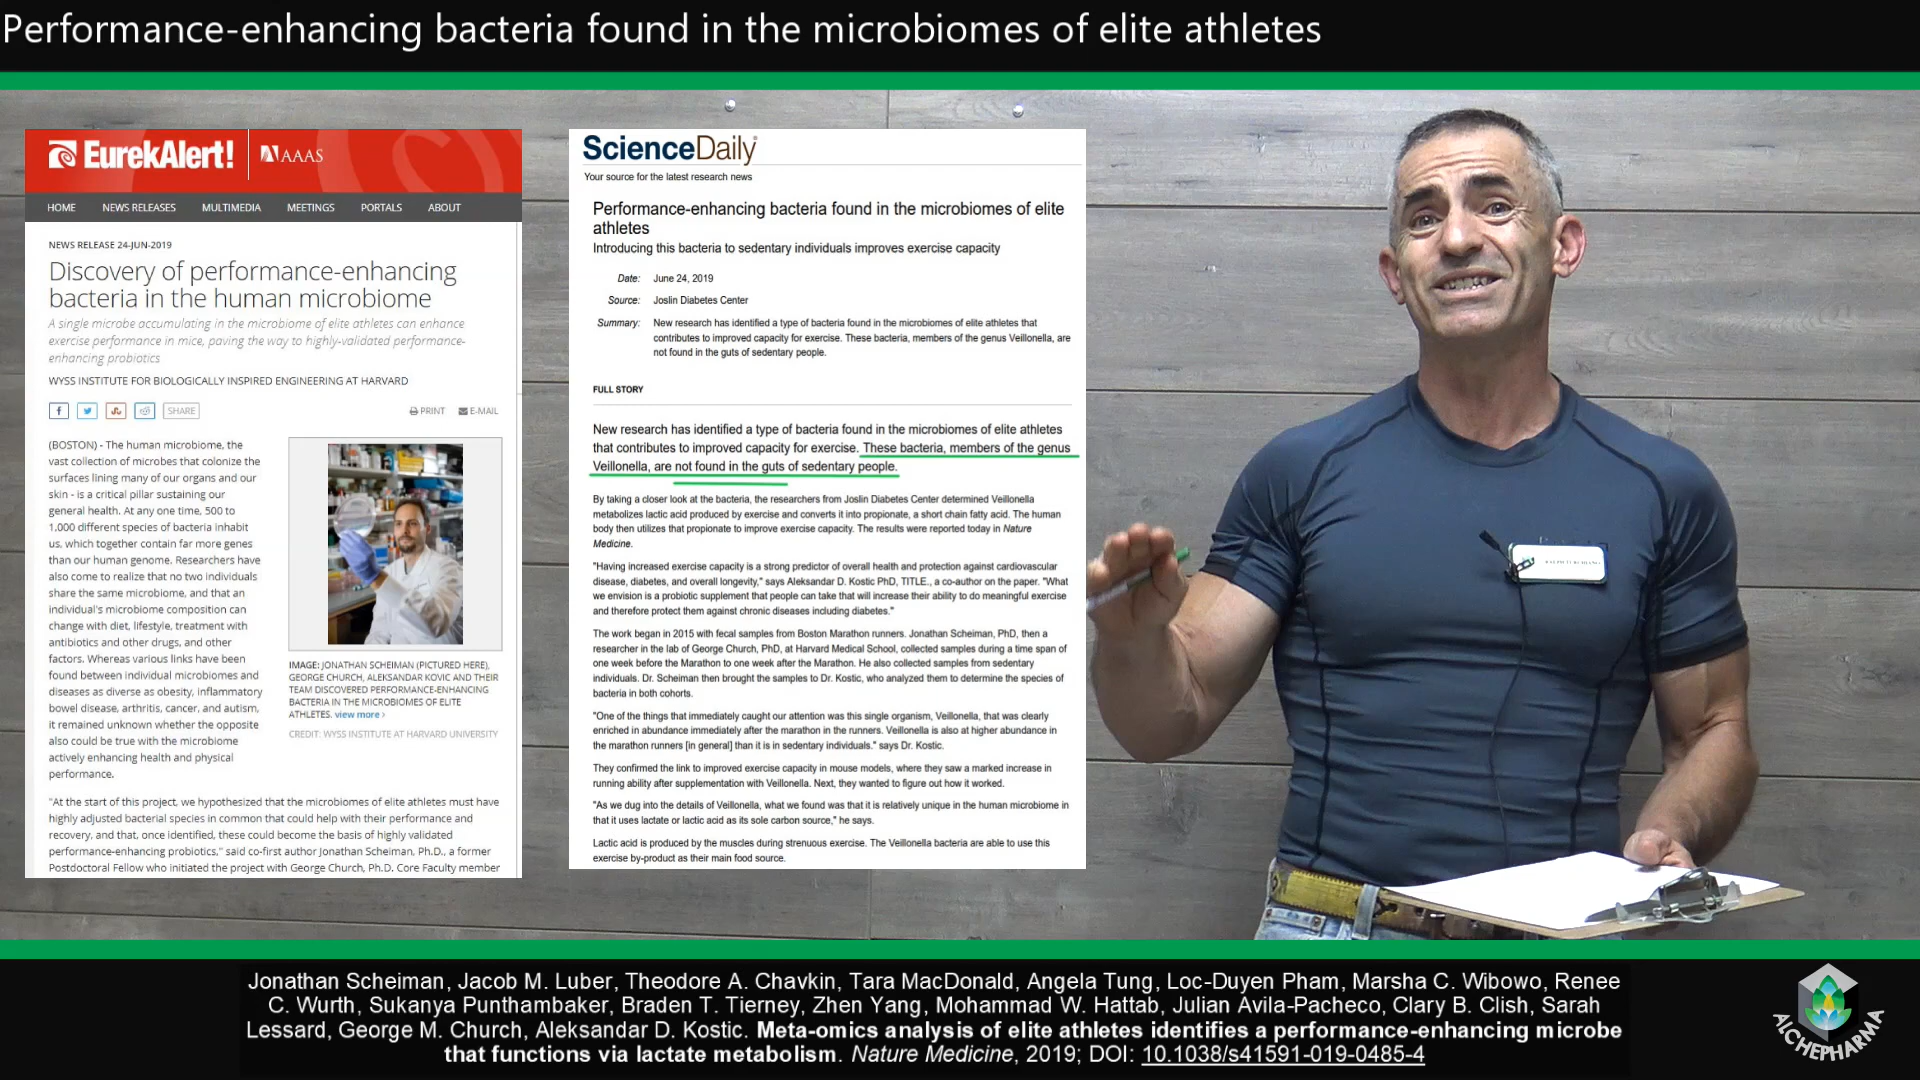 Performance-enhancing bacteria found in the microbiomes of elite athletes
EurekAlert!
AAAS
HOME NEWS RELEASES MULTIMEDIA MEETINGS PORTALS ABOUT
NEWS RELEASE 24-JUN-2019
Discovery of performance-enhancing
bacteria in the human microbiome
A single microbe accumulating in the microbiome of elite athletes can enhance
exercise performance in mice, paving the way to highly-validated performance-
enhancing probiotics
WYSS INSTITUTE FOR BIOLOGICALLY INSPIRED ENGINEERING AT HARVARD
SHARE
PRINT E-MAIL
(BOSTON) - The human microbiome, the
vast collection of microbes that colonize the
surfaces lining many of our organs and our
skin - is a critical pillar sustaining our
general health. At any one time, 500 to
1,000 different species of bacteria inhabit
us, which together contain far more genes
than our human genome. Researchers have
also come to realize that no two individuals
share the same microbiome, and that an
individual's microbiome composition can
change with diet, lifestyle, treatment with
antibiotics and other drugs, and other
factors. Whereas various links have been
found between individual microbiomes and
diseases as diverse as obesity, inflammatory
bowel disease, arthritis, cancer, and autism,
it remained unknown whether the opposite
also could be true with the microbiome
actively enhancing health and physical
performance.
IMAGE: JONATHAN SCHEIMAN (PICTURED HERE),
GEORGE CHURCH, ALEKSANDAR KOVIC AND THEIR
TEAM DISCOVERED PERFORMANCE-ENHANCING
BACTERIA IN THE MICROBIOMES OF ELITE
ATHLETES. view more >
CREDIT: WYSS INSTITUTE AT HARVARD UNIVERSITY
"At the start of this project, we hypothesized that the microbiomes of elite athletes must have
highly adjusted bacterial species in common that could help with their performance and
recovery, and that, once identified, these could become the basis of highly validated
performance-enhancing probiotics," said co-first author Jonathan Scheiman, Ph.D., a former
Postdoctoral Fellow who initiated the project with George Church, Ph.D. Core Faculty member
ScienceDaily
Your source for the latest research news
Performance-enhancing bacteria found in the microbiomes of elite
athletes
Introducing this bacteria to sedentary individuals improves exercise capacity
Date: June 24, 2019
Source: Joslin Diabetes Center
Summary: New research has identified a type of bacteria found in the microbiomes of elite athletes that
contributes to improved capacity for exercise. These bacteria, members of the genus Veillonella, are
not found in the guts of sedentary people.
FULL STORY
New research has identified a type of bacteria found in the microbiomes of elite athletes
that contributes to improved capacity for exercise. These bacteria, members of the genus
Veillonella, are not found in the guts of sedentary people.
By taking a closer look at the bacteria, the researchers from Joslin Diabetes Center determined Veillonella
metabolizes lactic acid produced by exercise and converts it into propionate, a short chain fatty acid. The human
body then utilizes that propionate to improve exercise capacity. The results were reported today in Nature
Medicine.
"Having increased exercise capacity is a strong predictor of overall health and protection against cardiovascular
disease, diabetes, and overall longevity," says Aleksandar D. Kostic PhD, TITLE., a co-author on the paper. "What
we envision is a probiotic supplement that people can take that will increase their ability to do meaningful exercise
and therefore protect them against chronic diseases including diabetes."
The work began in 2015 with fecal samples from Boston Marathon runners. Jonathan Scheiman, PhD, then a
researcher in the lab of George Church, PhD, at Harvard Medical School, collected samples during a time span of
one week before the Marathon to one week after the Marathon. He also collected samples from sedentary
individuals. Dr. Scheiman then brought the samples to Dr. Kostic, who analyzed them to determine the species of
bacteria in both cohorts.
"One of the things that immediately caught our attention was this single organism, Veillonella, that was clearly
enriched in abundance immediately after the marathon in the runners. Veillonella is also at higher abundance in
the marathon runners [in general] than it is in sedentary individuals." says Dr. Kostic.
They confirmed the link to improved exercise capacity in mouse models, where they saw a marked increase in
running ability after supplementation with Veillonella. Next, they wanted to figure out how it worked.
"As we dug into the details of Veillonella, what we found was that it is relatively unique in the human microbiome in
that it uses lactate or lactic acid as its sole carbon source," he says.
Lactic acid is produced by the muscles during strenuous exercise. The Veillonella bacteria are able to use this
exercise by-product as their main food source.
Jonathan Scheiman, Jacob M. Luber, Theodore A. Chavkin, Tara MacDonald, Angela Tung, Loc-Duyen Pham, Marsha C. Wibowo, Renee
C. Wurth, Sukanya Punthambaker, Braden T. Tierney, Zhen Yang, Mohammad W. Hattab, Julian Avila-Pacheco, Clary B. Clish, Sarah
Lessard, George M. Church, Aleksandar D. Kostic. Meta-omics analysis of elite athletes identifies a performance-enhancing microbe
that functions via lactate metabolism. Nature Medicine, 2019; DOI: 10.1038/s41591-019-0485-4
ALCHEPHARMA